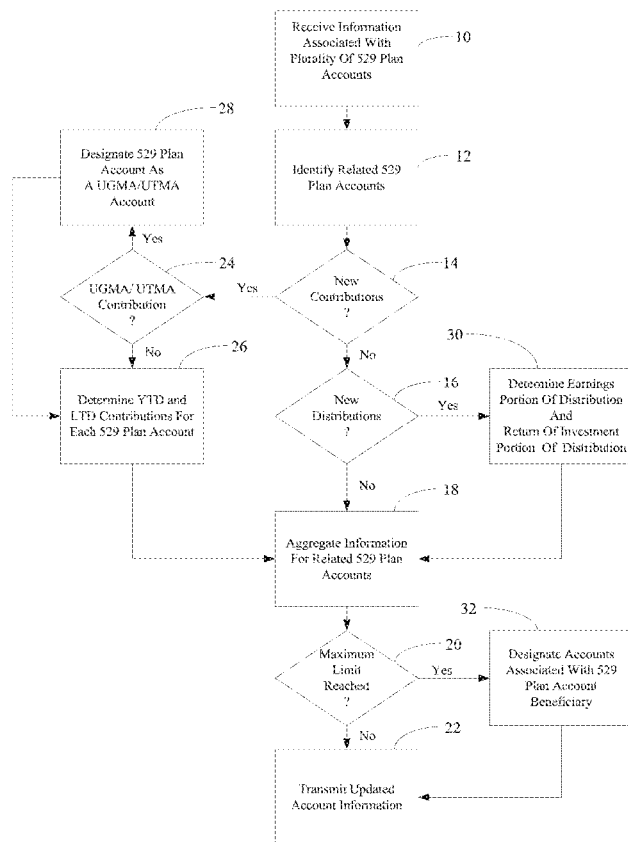 Receive Information
Associated With
Plurality Of 529 Plan
Accounts
10
28
Designate 529 Plan
Account As
A UGMA/UTMA
Account
Identify Related 529
Plan Accounts
12
Yes
24
UGMA/ UTMA
Contribution
?
Yes
New
Contributions
?
14
No
26
No
30
Determine YTD and
LTD Contributions For
Each 529 Plan Account
New
Distributions
?
16
Yes
Determine Earnings
Portion Of Distribution
And
Return Of Investment
Portion Of Distribution
No
18
Aggregate Information
For Related 529 Plan
Accounts
32
Maximum
Limit
Reached
?
20
Yes
Designate Accounts
Associated With 529
Plan Account
Beneficiary
No
22
Transmit Updated
Account Information